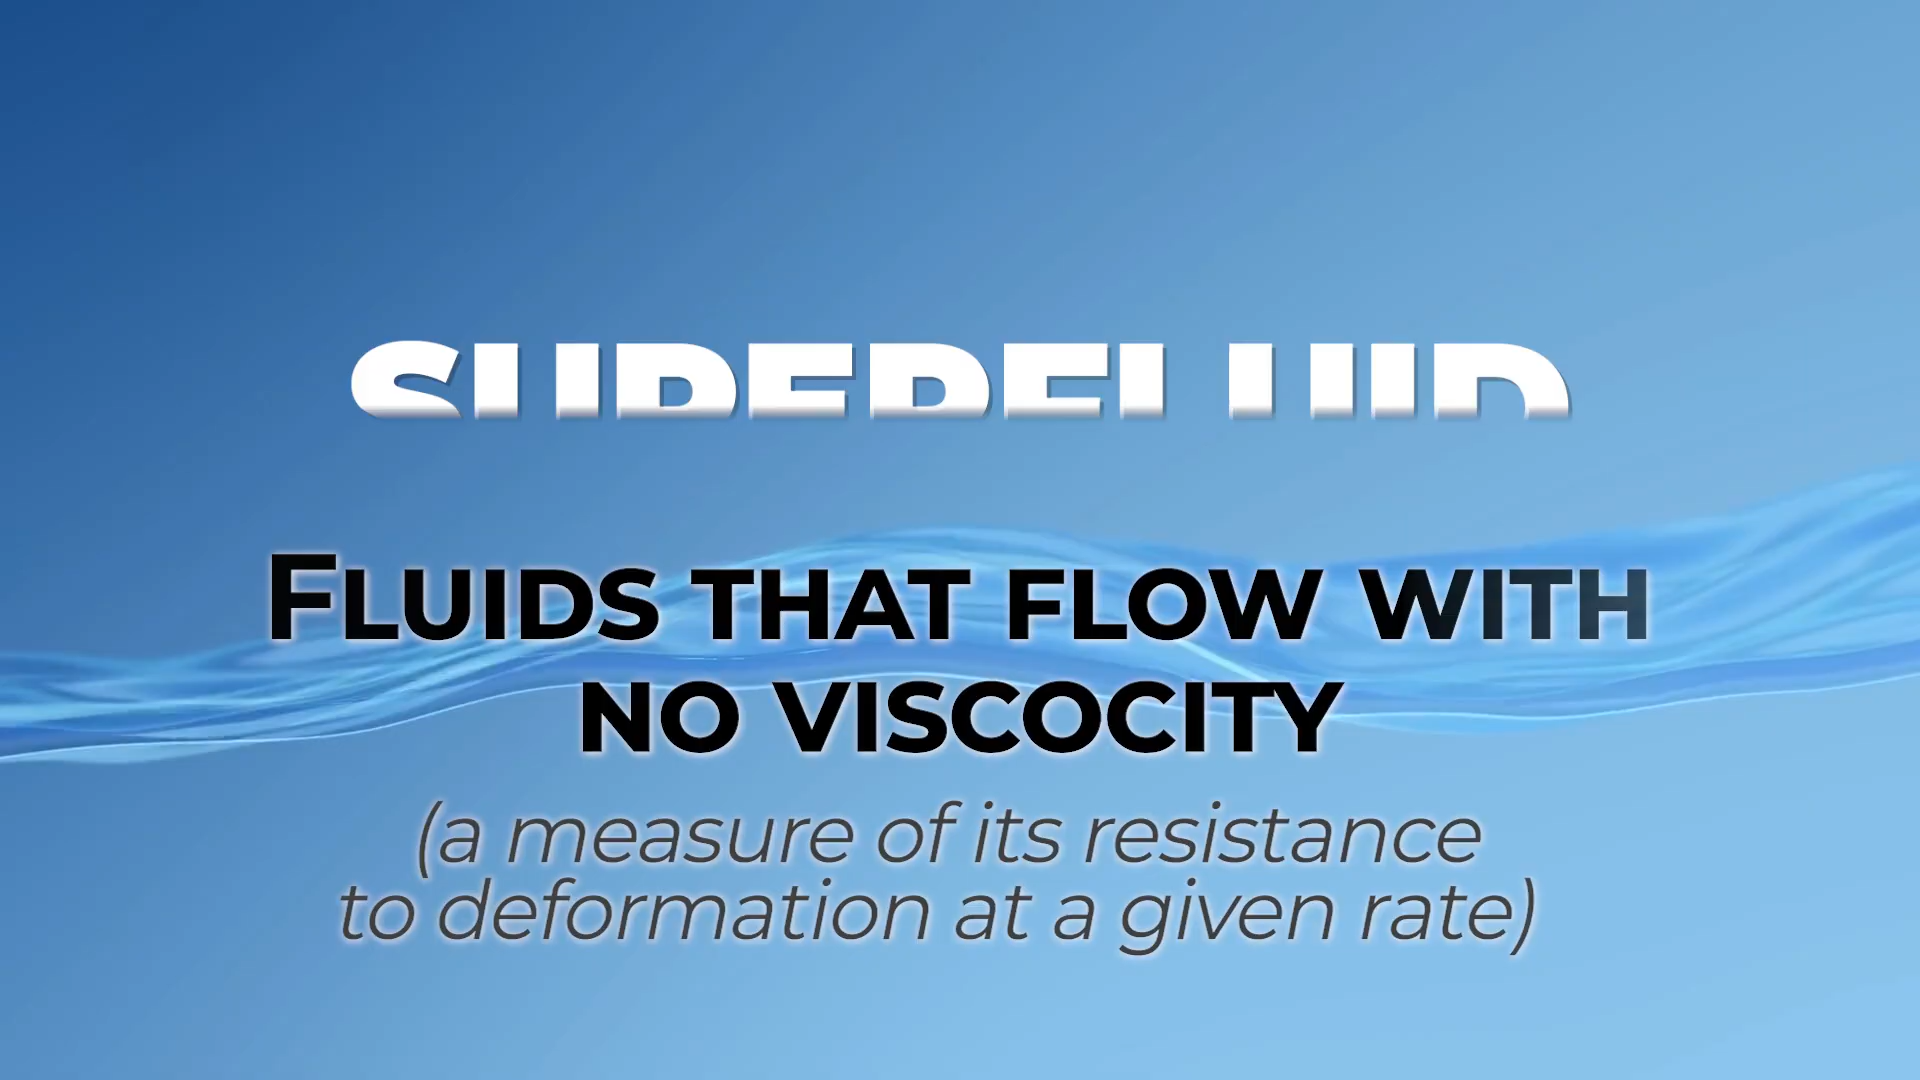 SUPERFLUID
Fluids that flow with
no viscocity
(a measure of its resistance
to deformation at a given rate)